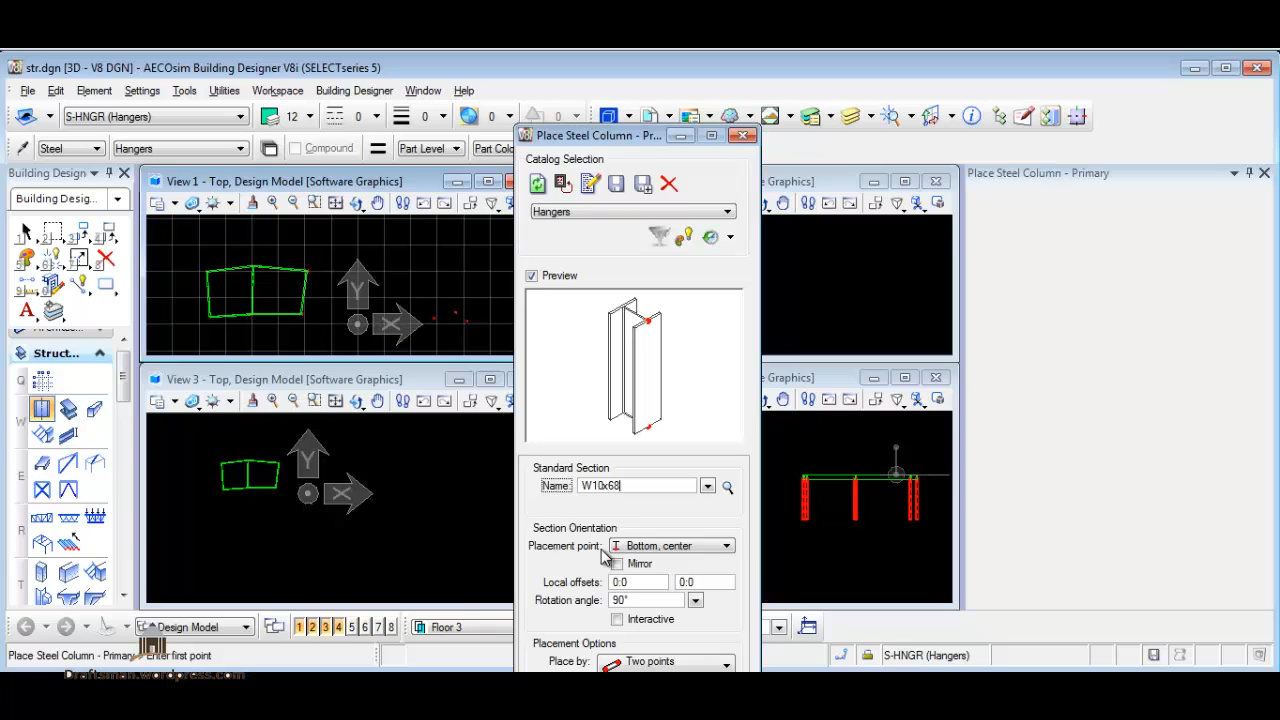 str.dgn [3D - V8 DGN] - AECOsim Building Designer V8i (SELECTseries 5)
File Edit Element Settings Tools Utilities Workspace Building Designer Window Help
S-HNGR (Hangers) 12 0 0 0 0
Steel Hangers Compound Part Level
Building Designer
Building Desig...
Struct...
Q
W
E
R
T
View 1 - Top, Design Model [Software Graphics]
Y
X
View 3 - Top, Design Model [Software Graphics]
Y
X
Place Steel Column - Pr...
Catalog Selection
Hangers
Preview
Standard Section
Name: W10x68
Section Orientation
Placement point: Bottom, center
Mirror
Local offsets: 0:0 0:0
Rotation angle: 90°
Interactive
Placement Options
Place by: Two points
Graphics]
Graphics]
Place Steel Column - Primary
Design Model 1 2 3 4 5 6 7 8 Floor 3
Place Steel Column - Primary > Enter first point
S-HNGR (Hangers)
Draftsman.wordpress.com